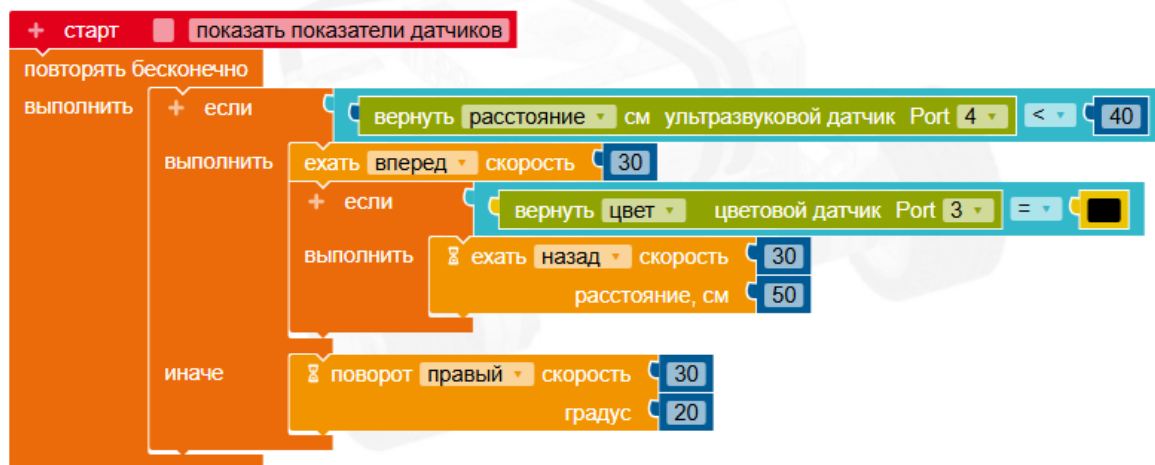 + старт показать показатели датчиков
повторять бесконечно
выполнить + если вернуть расстояние см ультразвуковой датчик Port 4 < 40
выполнить ехать вперед скорость 30
+ если вернуть цвет цветовой датчик Port 3 =
выполнить ехать назад скорость 30
расстояние, см 50
иначе поворот правый скорость 30
градус 20